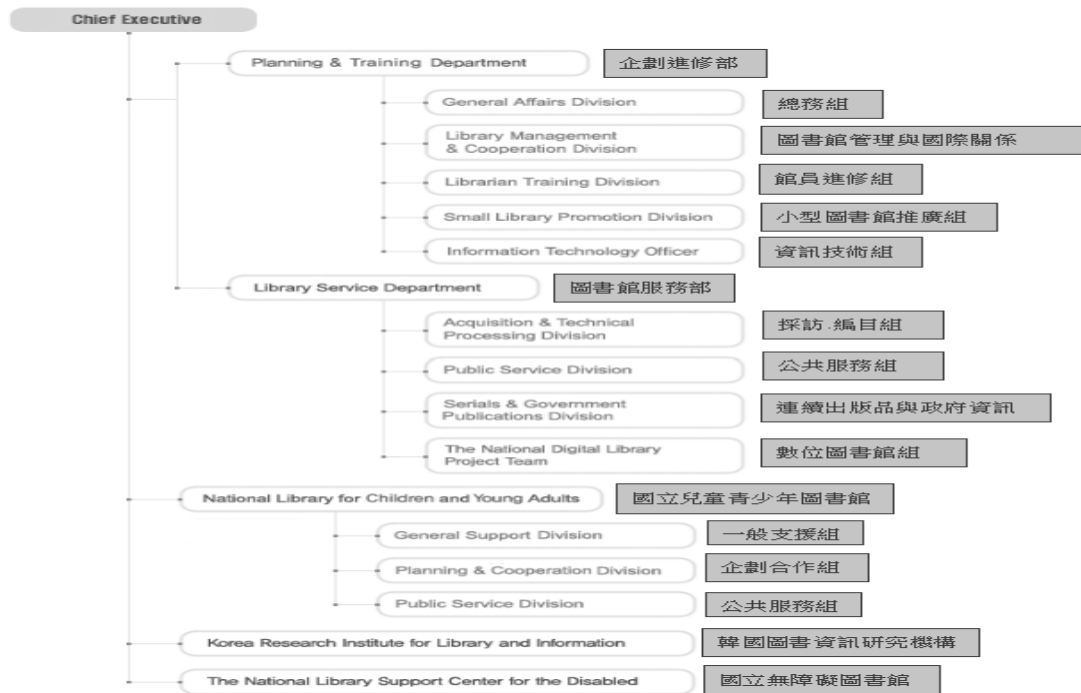 Chief Executive
Planning & Training Department 企劃進修部
General Affairs Division 總務組
Library Management
& Cooperation Division 圖書館管理與國際關係
Librarian Training Division 館員進修組
Small Library Promotion Division 小型圖書館推廣組
Information Technology Officer 資訊技術組
Library Service Department 圖書館服務部
Acquisition & Technical
Processing Division 採訪.編目組
Public Service Division 公共服務組
Serials & Government
Publications Division 連續出版品與政府資訊
The National Digital Library
Project Team 數位圖書館組
National Library for Children and Young Adults 國立兒童青少年圖書館
General Support Division 一般支援組
Planning & Cooperation Division 企劃合作組
Public Service Division 公共服務組
Korea Research Institute for Library and Information 韓國圖書資訊研究機構
The National Library Support Center for the Disabled 國立無障礙圖書館